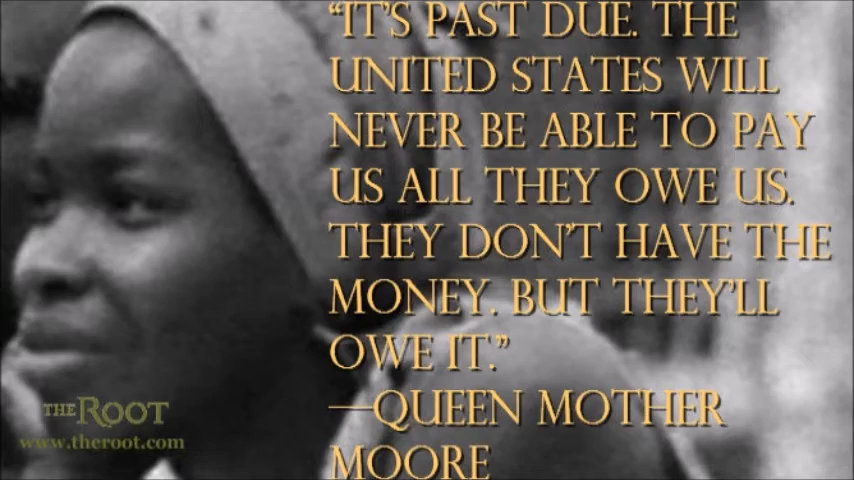 “IT’S PAST DUE. THE
UNITED STATES WILL
NEVER BE ABLE TO PAY
US ALL THEY OWE US.
THEY DON’T HAVE THE
MONEY. BUT THEY’LL
OWE IT.”
—QUEEN MOTHER
MOORE
THE ROOT
www.theroot.com